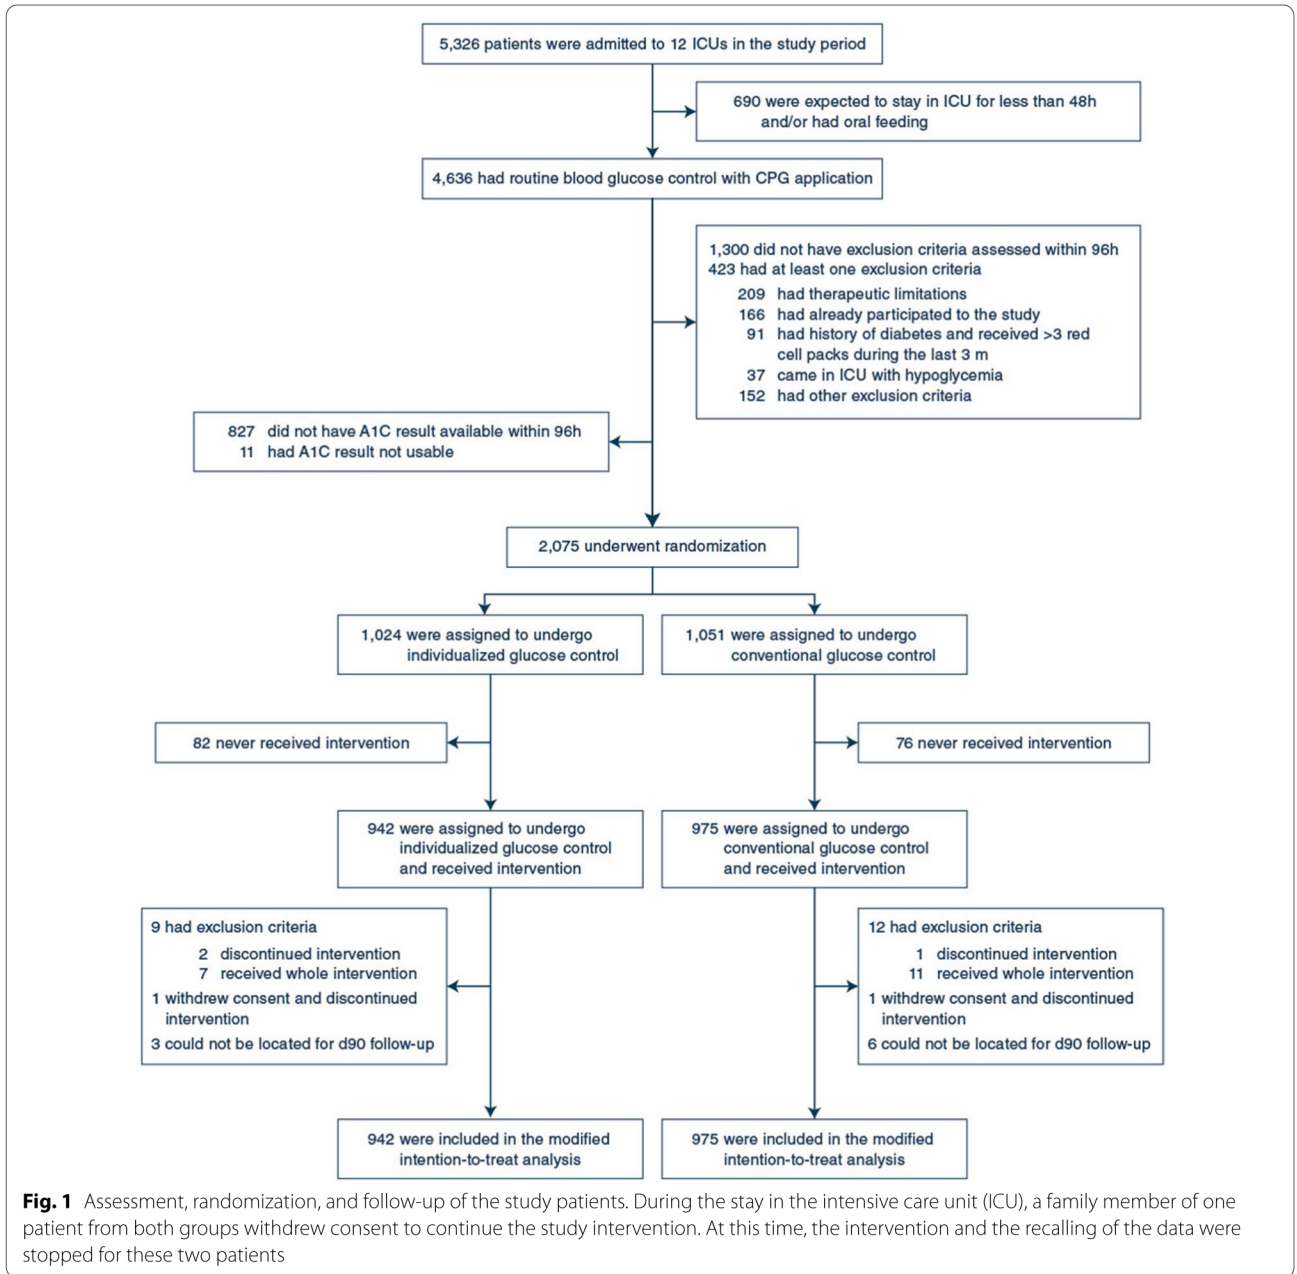 5,326 patients were admitted to 12 ICUs in the study period
690 were expected to stay in ICU for less than 48h
and/or had oral feeding
4,636 had routine blood glucose control with CPG application
1,300 did not have exclusion criteria assessed within 96h
423 had at least one exclusion criteria
209 had therapeutic limitations
166 had already participated to the study
91 had history of diabetes and received >3 red
cell packs during the last 3 m
37 came in ICU with hypoglycemia
152 had other exclusion criteria
827 did not have A1C result available within 96h
11 had A1C result not usable
2,075 underwent randomization
1,024 were assigned to undergo
individualized glucose control
1,051 were assigned to undergo
conventional glucose control
82 never received intervention
76 never received intervention
942 were assigned to undergo
individualized glucose control
and received intervention
975 were assigned to undergo
conventional glucose control
and received intervention
9 had exclusion criteria
2 discontinued intervention
7 received whole intervention
1 withdrew consent and discontinued
intervention
3 could not be located for d90 follow-up
12 had exclusion criteria
1 discontinued intervention
11 received whole intervention
1 withdrew consent and discontinued
intervention
6 could not be located for d90 follow-up
942 were included in the modified
intention-to-treat analysis
975 were included in the modified
intention-to-treat analysis
Fig. 1 Assessment, randomization, and follow-up of the study patients. During the stay in the intensive care unit (ICU), a family member of one
patient from both groups withdrew consent to continue the study intervention. At this time, the intervention and the recalling of the data were
stopped for these two patients